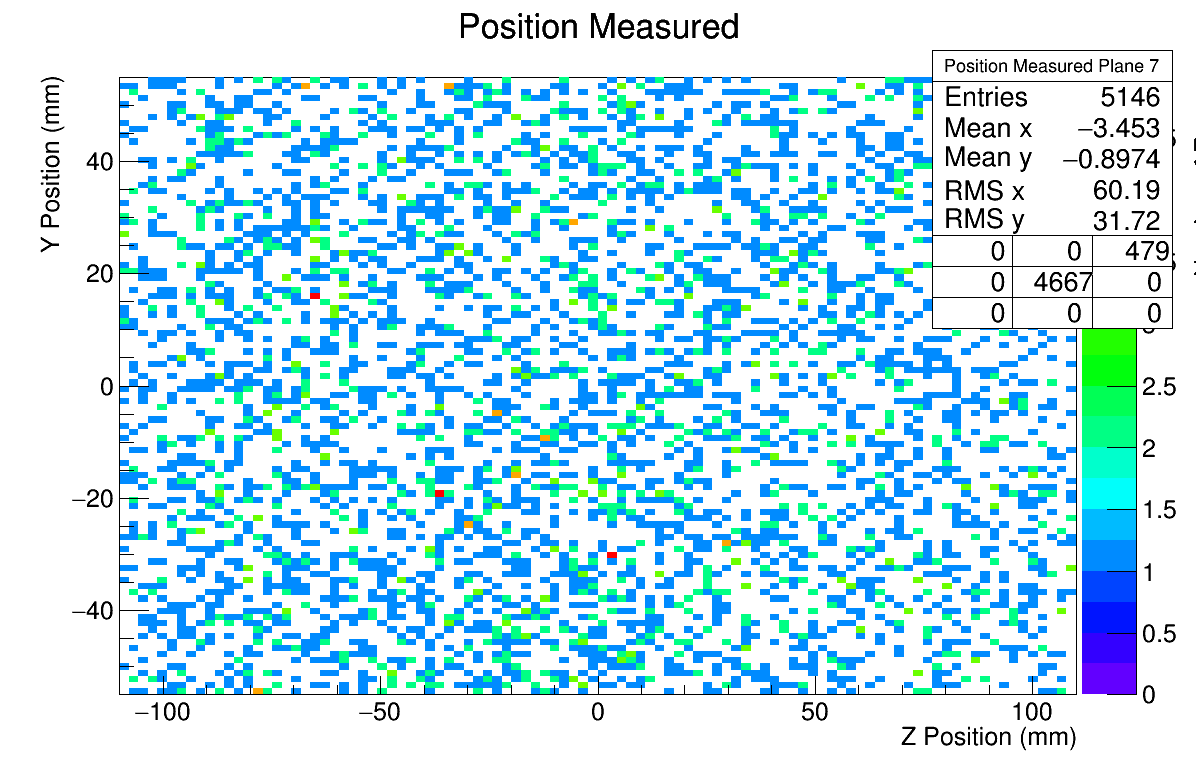 Position Measured
Position Measured Plane 7
Entries 5146
Mean x −3.453
Mean y −0.8974
RMS x 60.19
RMS y 31.72
0 0 479
0 4667 0
0 0 0
Y Position (mm)
40
20
0
−20
−40
2.5
2
1.5
1
0.5
0
−100 −50 0 50 100
Z Position (mm)